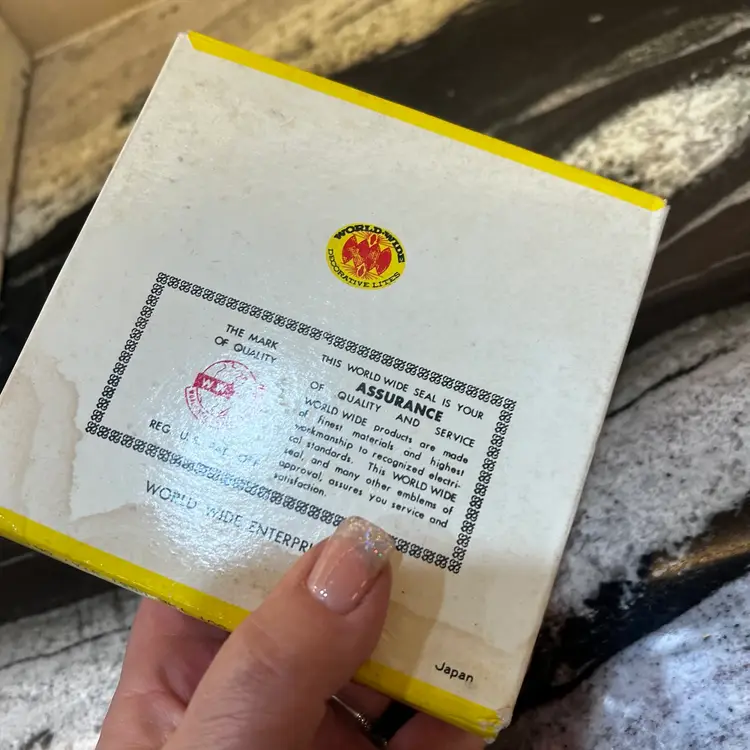 WORLD-WIDE
DECORATIVE LITES
THE MARK
OF QUALITY
W.W.
REG. U.S. PAT. OFF.
THIS WORLD WIDE SEAL IS YOUR
ASSURANCE
OF QUALITY AND SERVICE
WORLD WIDE products are made
of finest materials and highest
workmanship to recognized electri-
cal standards. This WORLD WIDE
seal, and many other emblems of
approval, assures you service and
satisfaction.
WORLD WIDE
Japan